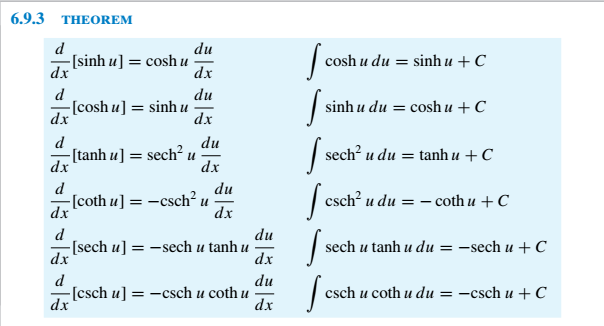 6.9.3 THEOREM
d/dx [sinh u] = cosh u du/dx    ∫ cosh u du = sinh u + C
d/dx [cosh u] = sinh u du/dx    ∫ sinh u du = cosh u + C
d/dx [tanh u] = sech² u du/dx    ∫ sech² u du = tanh u + C
d/dx [coth u] = −csch² u du/dx    ∫ csch² u du = − coth u + C
d/dx [sech u] = −sech u tanh u du/dx    ∫ sech u tanh u du = −sech u + C
d/dx [csch u] = −csch u coth u du/dx    ∫ csch u coth u du = −csch u + C